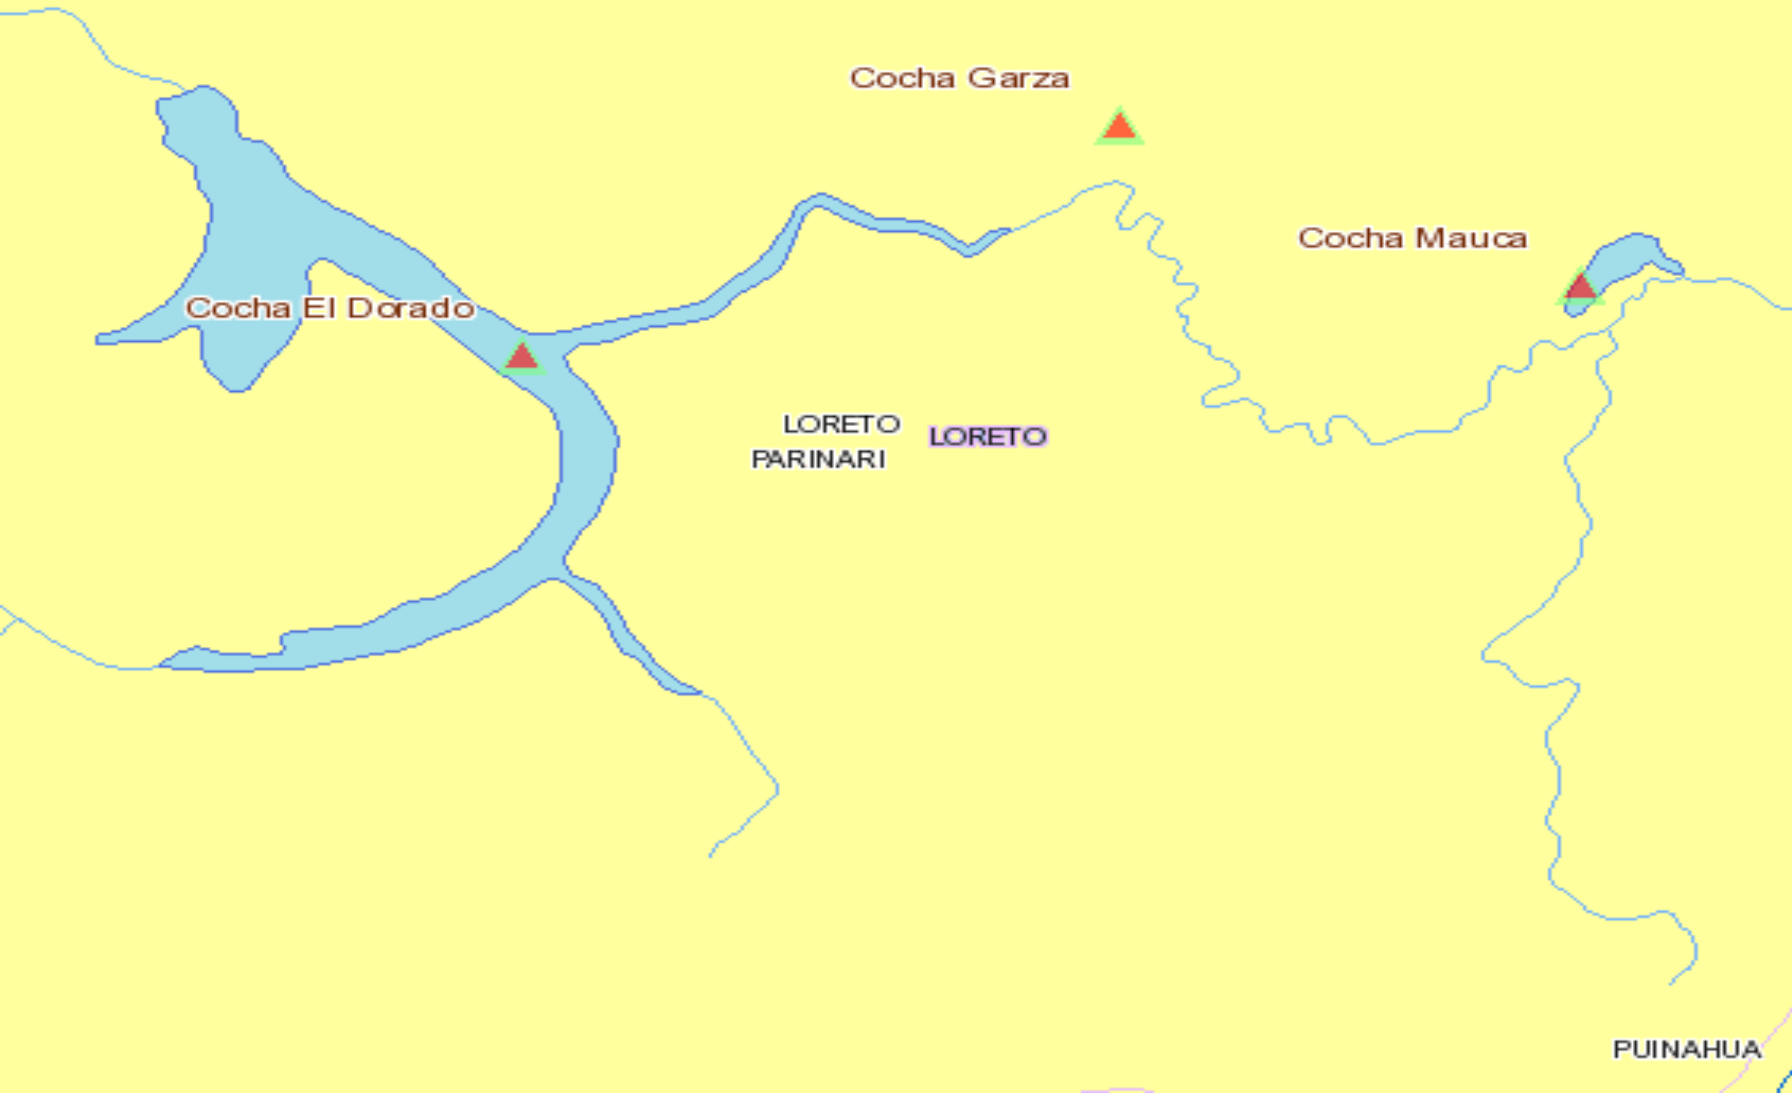 Cocha Garza
Cocha Mauca
Cocha El Dorado
LORETO
LORETO
PARINARI
PUINAHUA